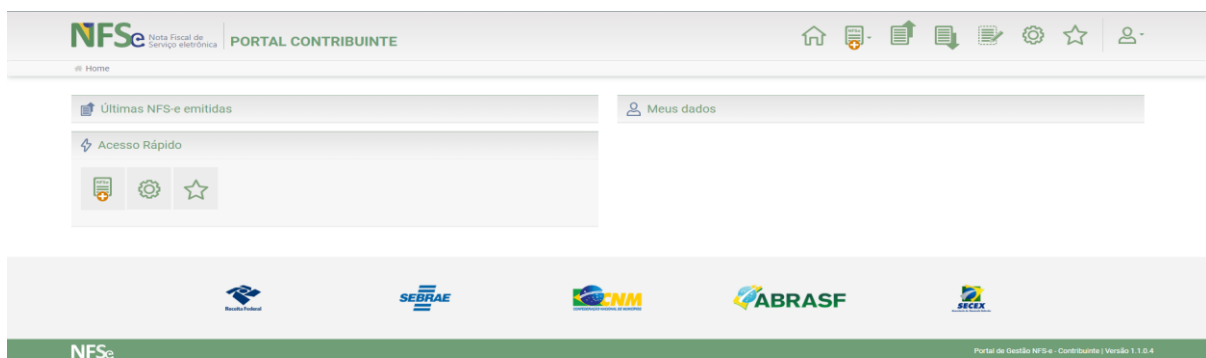 NFSe Nota Fiscal de
Serviço eletrônica
PORTAL CONTRIBUINTE
Home
Últimas NFS-e emitidas
Meus dados
Acesso Rápido
Receita Federal
SEBRAE
CNM
ABRASF
SECEX
NFSe
Portal de Gestão NFS-e - Contribuinte | Versão 1.1.0.4